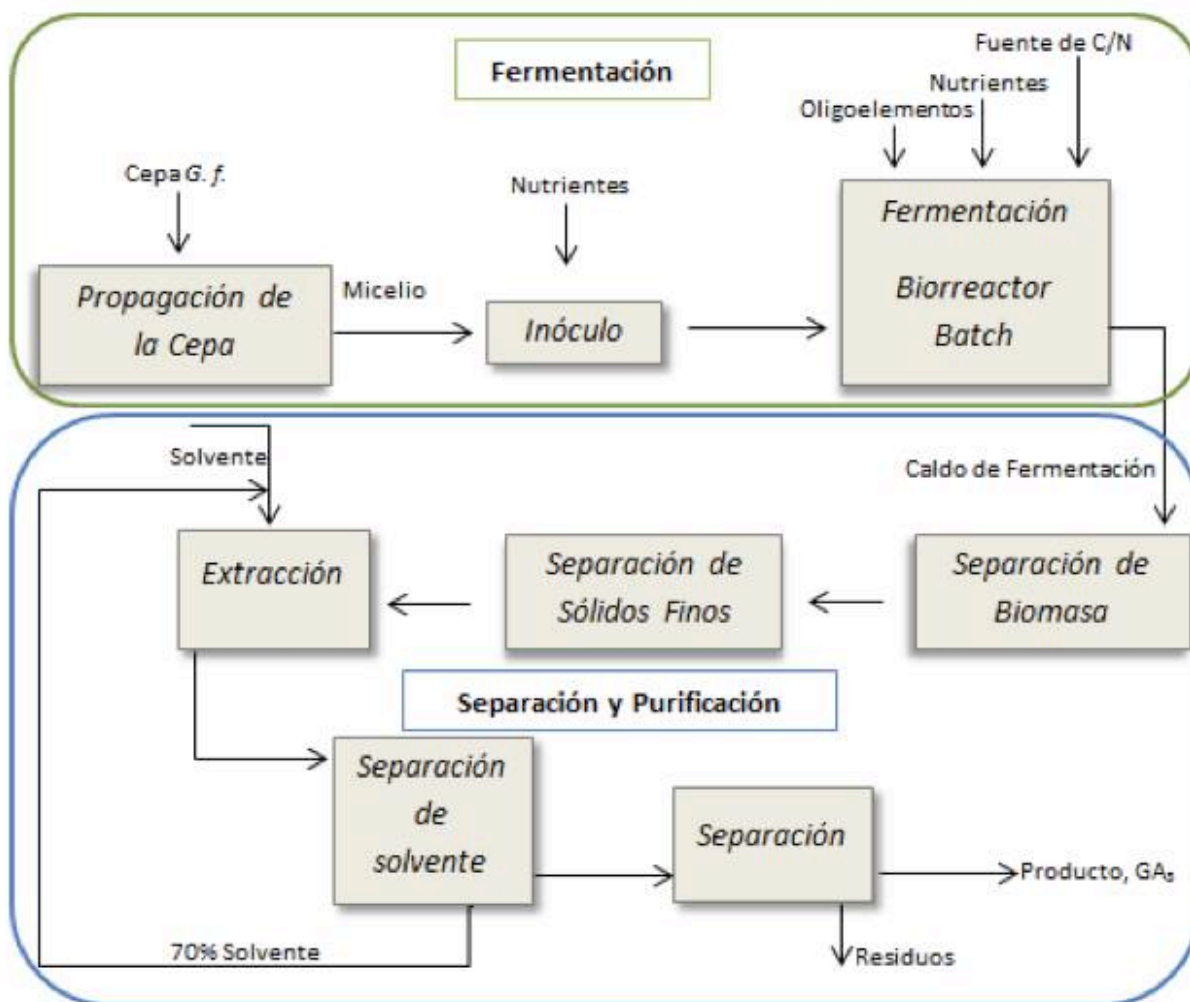 Fermentación
Fuente de C/N
Nutrientes
Oligoelementos
Cepa G. f.
Nutrientes
Propagación de
la Cepa
Micelio
Inóculo
Fermentación
Biorreactor
Batch
Solvente
Caldo de Fermentación
Extracción
Separación de
Sólidos Finos
Separación de
Biomasa
Separación y Purificación
Separación
de
solvente
Separación
Producto, GA₃
70% Solvente
Residuos